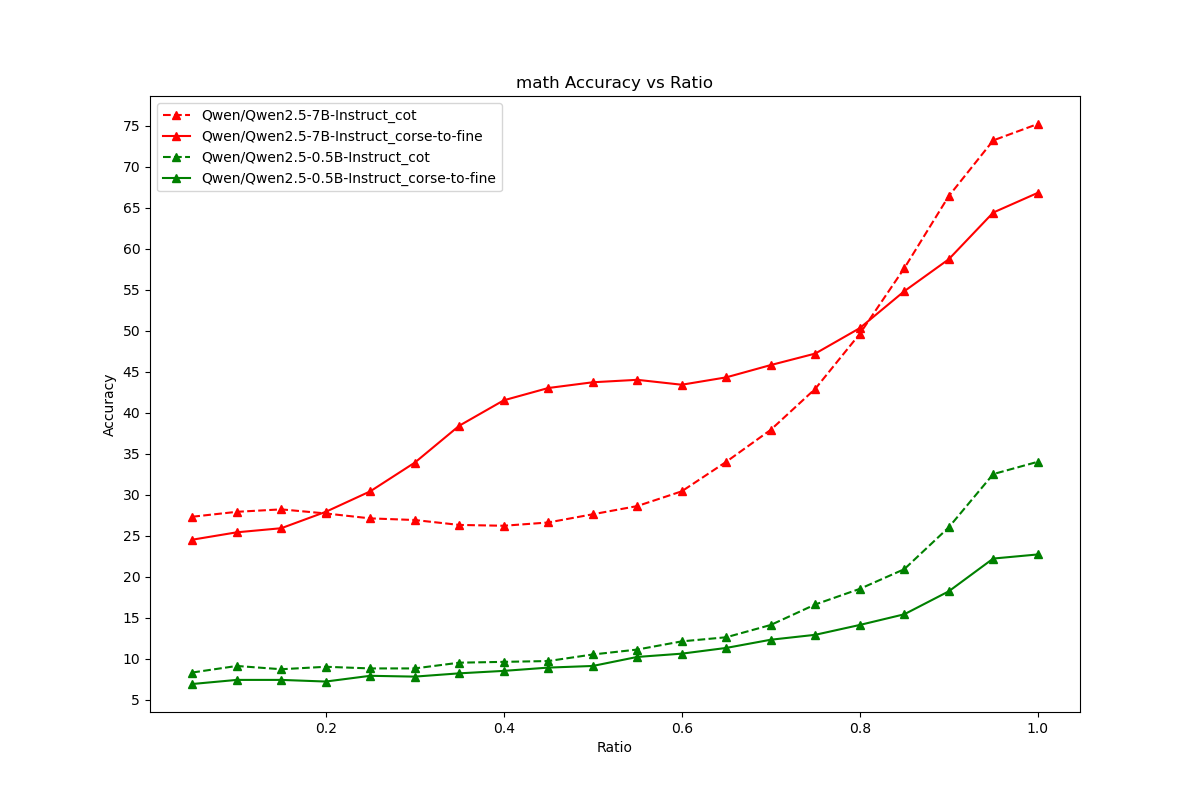 math Accuracy vs Ratio
Qwen/Qwen2.5-7B-Instruct_cot
Qwen/Qwen2.5-7B-Instruct_corse-to-fine
Qwen/Qwen2.5-0.5B-Instruct_cot
Qwen/Qwen2.5-0.5B-Instruct_corse-to-fine
75
70
65
60
55
50
45
40
35
30
25
20
15
10
5
Accuracy
0.2 0.4 0.6 0.8 1.0
Ratio